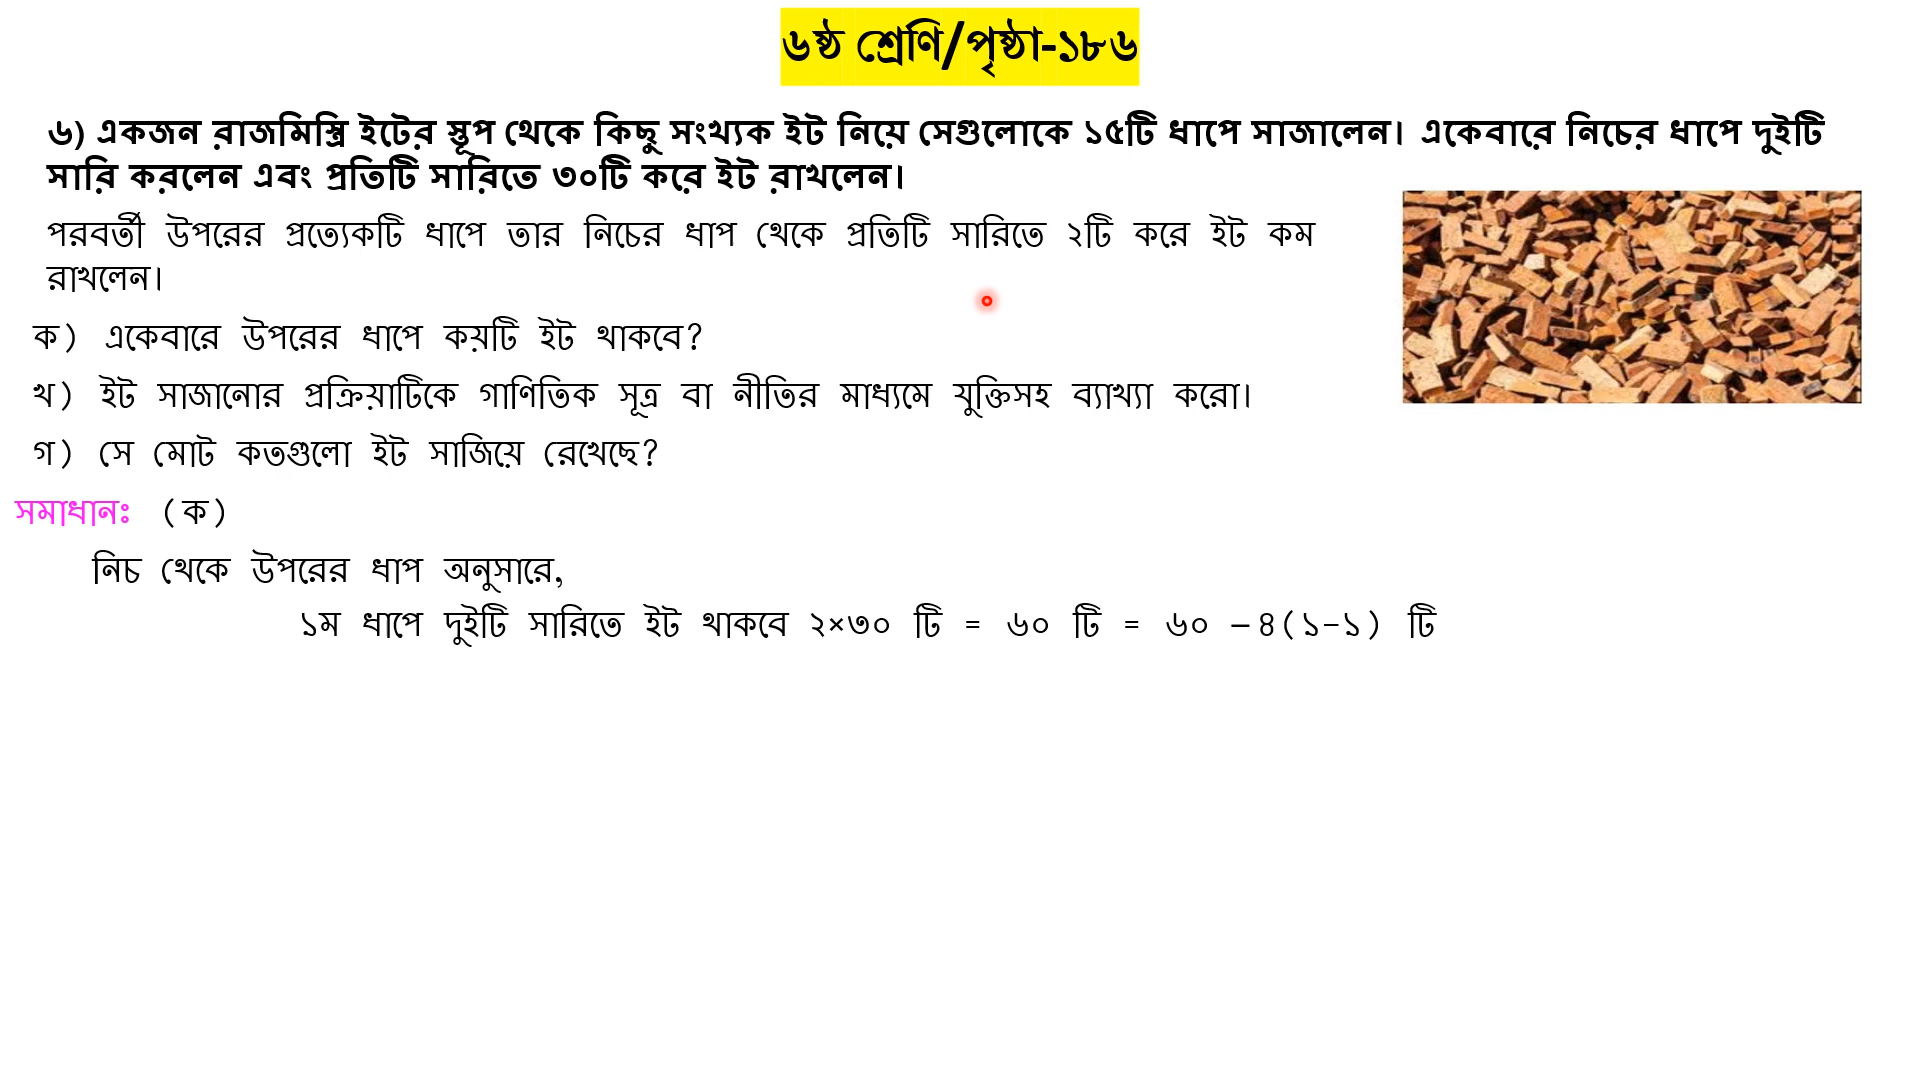 ৬ষ্ঠ শ্রেণি/পৃষ্ঠা-১৮৬
৬) একজন রাজমিস্ত্রি ইটের স্তূপ থেকে কিছু সংখ্যক ইট নিয়ে সেগুলোকে ১৫টি ধাপে সাজালেন। একেবারে নিচের ধাপে দুইটি
সারি করলেন এবং প্রতিটি সারিতে ৩০টি করে ইট রাখলেন।
পরবর্তী উপরের প্রত্যেকটি ধাপে তার নিচের ধাপ থেকে প্রতিটি সারিতে ২টি করে ইট কম
রাখলেন।
ক) একেবারে উপরের ধাপে কয়টি ইট থাকবে?
খ) ইট সাজানোর প্রক্রিয়াটিকে গাণিতিক সূত্র বা নীতির মাধ্যমে যুক্তিসহ ব্যাখ্যা করো।
গ) সে মোট কতগুলো ইট সাজিয়ে রেখেছে?
সমাধানঃ (ক)
নিচ থেকে উপরের ধাপ অনুসারে,
১ম ধাপে দুইটি সারিতে ইট থাকবে ২×৩০ টি = ৬০ টি = ৬০ –৪(১-১) টি